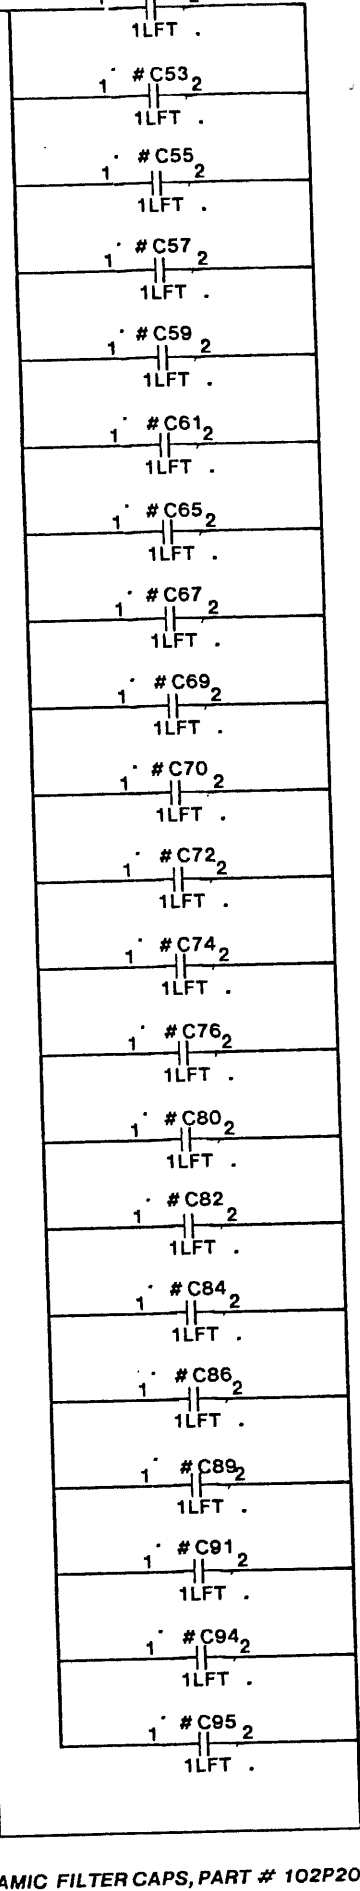 1 2
1LFT .
# C53
1 2
1LFT .
# C55
1 2
1LFT .
# C57
1 2
1LFT .
# C59
1 2
1LFT .
# C61
1 2
1LFT .
# C65
1 2
1LFT .
# C67
1 2
1LFT .
# C69
1 2
1LFT .
# C70
1 2
1LFT .
# C72
1 2
1LFT .
# C74
1 2
1LFT .
# C76
1 2
1LFT .
# C80
1 2
1LFT .
# C82
1 2
1LFT .
# C84
1 2
1LFT .
# C86
1 2
1LFT .
# C89
1 2
1LFT .
# C91
1 2
1LFT .
# C94
1 2
1LFT .
# C95
1 2
1LFT .
AMIC FILTER CAPS, PART # 102P20